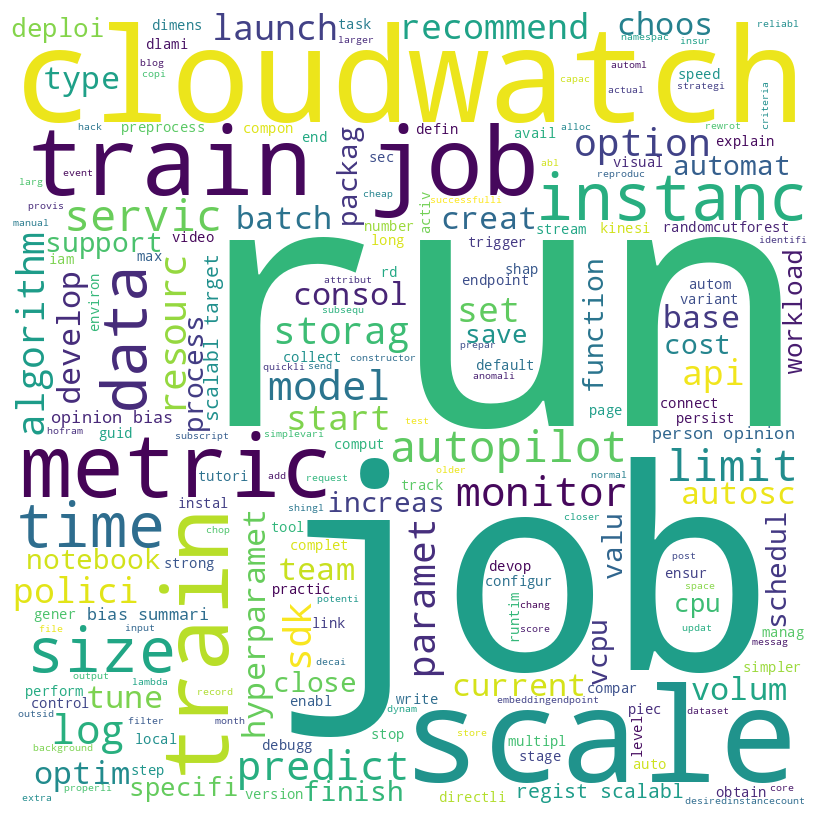 deploi dimens launch task recommend choos namespac reliabl
dlami larger insur
cloudwatch
type blog copi capac automl speed strategi
actual
hack preprocess compon end defin avail alloc rewrot criteria
train job
packag sec option visual explain
event automat
larg abl reproduc
provis successfulli instanc
manual servic batch creat activ stream kinesi randomcutforest
algorithm support video number long trigger identifi
iam max endpoint shap
run
develop environ data resourc process scalabl target attribut consol set function autom variant base workload
subsequ storag save cost
collect prepar default api
quickli send constructor model anomali page connect
opinion bias start persist
hofram guid subscript simplevari comput test person opinion
metric autopilot limit
tutori add request track older normal
shingl increas monitor autosc
time instal chop tool closer
job
notebook strong hyperparamet complet team paramet devop configur valu post ensur schedul
polici practic potenti chang space cpu
gener bias summari sdk link runtim score updat manag
file input messag
size train decai vcpu simpler
output lambda close current compar volum
perform tune record enabl write embeddingendpoint dataset
control outsid filter month dynam piec
log local debugg stop store multipl level obtain
scale
background optim step predict stage auto core
properli specifi version finish directli regist scalabl desiredinstancecount
extra